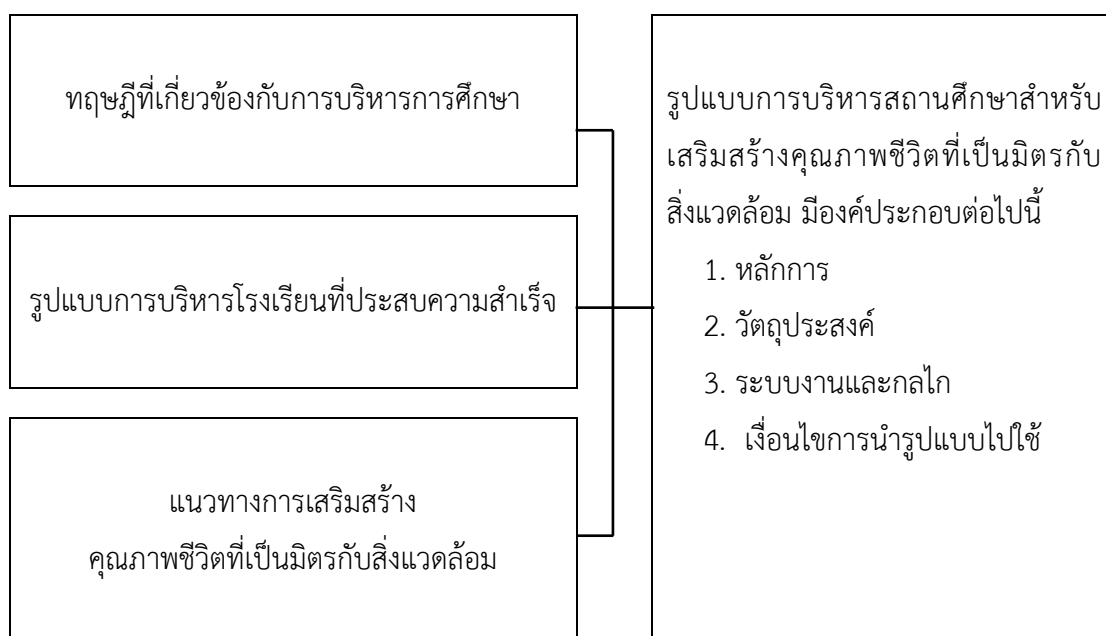 ทฤษฎีที่เกี่ยวข้องกับการบริหารการศึกษา
รูปแบบการบริหารโรงเรียนที่ประสบความสำเร็จ
แนวทางการเสริมสร้าง
คุณภาพชีวิตที่เป็นมิตรกับสิ่งแวดล้อม
รูปแบบการบริหารสถานศึกษาสำหรับ
เสริมสร้างคุณภาพชีวิตที่เป็นมิตรกับ
สิ่งแวดล้อม มีองค์ประกอบต่อไปนี้
1. หลักการ
2. วัตถุประสงค์
3. ระบบงานและกลไก
4. เงื่อนไขการนำรูปแบบไปใช้